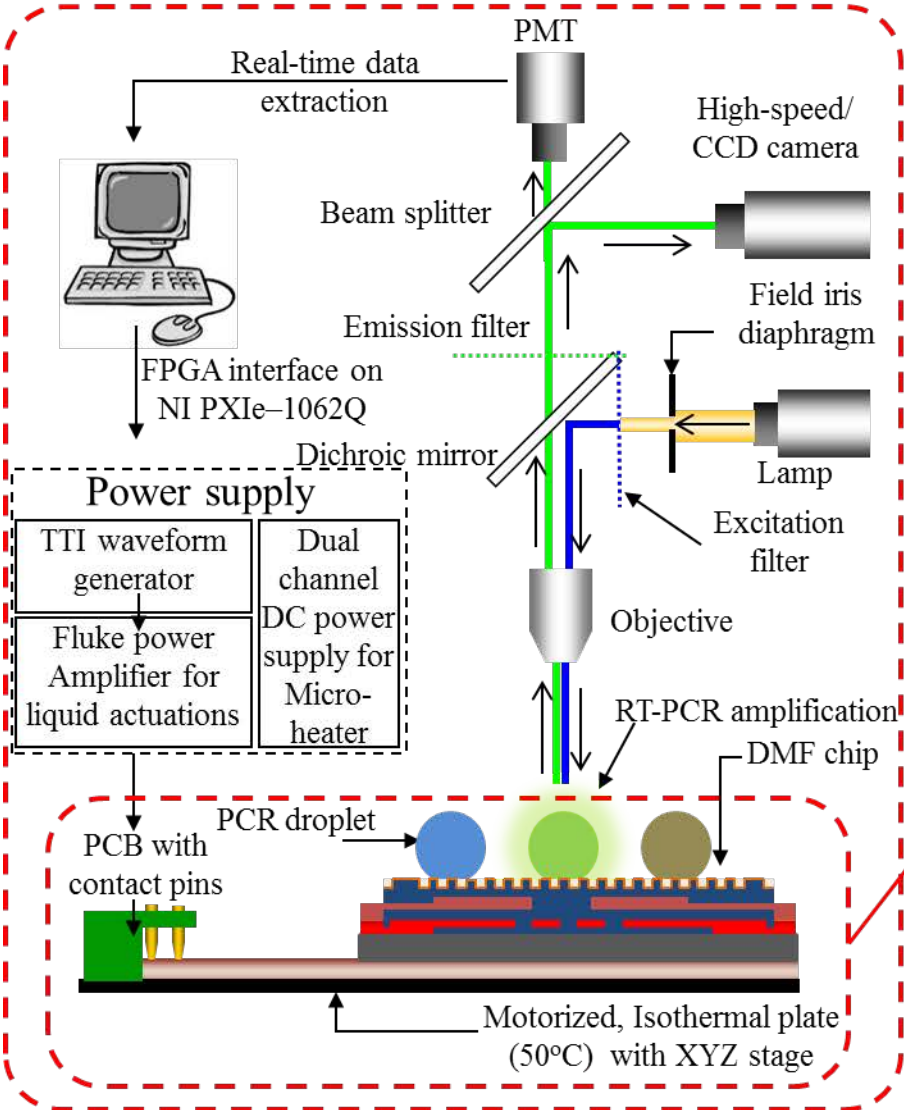 PMT
Real-time data
extraction
High-speed/
CCD camera
Beam splitter
Field iris
diaphragm
Emission filter
FPGA interface on
NI PXIe–1062Q
Dichroic mirror
Lamp
Excitation
filter
Power supply
TTI waveform
generator
Fluke power
Amplifier for
liquid actuations
Dual
channel
DC power
supply for
Micro-
heater
Objective
RT-PCR amplification
DMF chip
PCR droplet
PCB with
contact pins
Motorized, Isothermal plate
(50°C) with XYZ stage